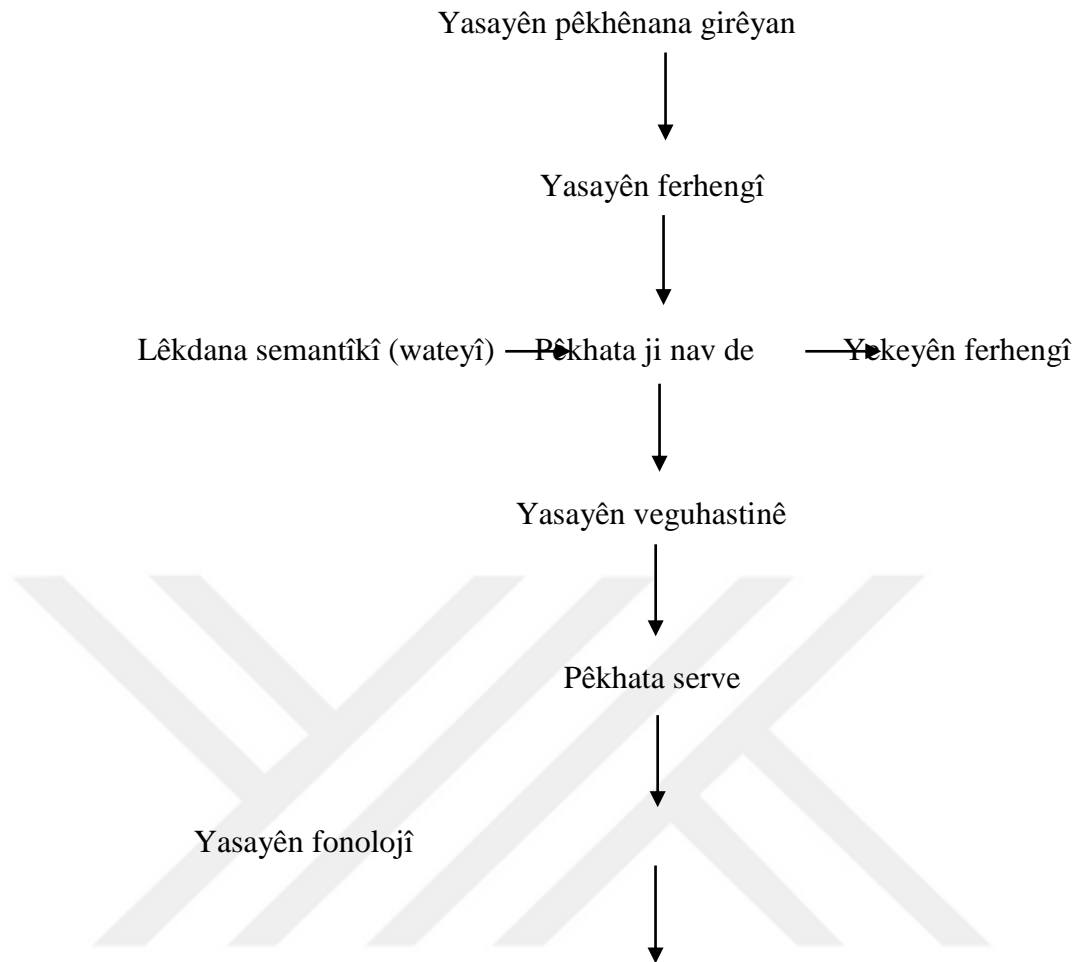 Yasayên pêkhênana girêyan
Yasayên ferhengî
Lêkdana semantîkî (wateyî) Pêkhata ji nav de Yekeyên ferhengî
Yasayên veguhastinê
Pêkhata serve
Yasayên fonolojî